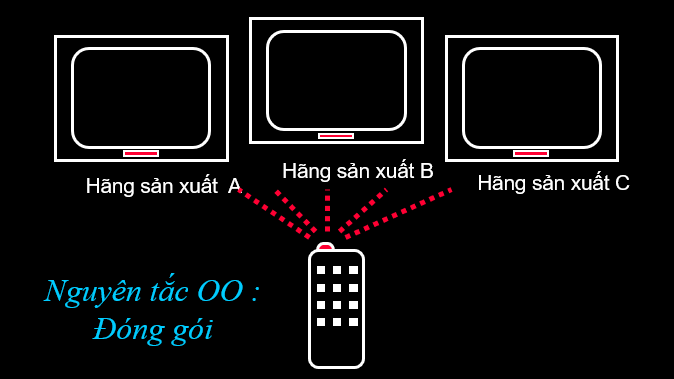 Hãng sản xuất A
Hãng sản xuất B
Hãng sản xuất C
Nguyên tắc OO :
Đóng gói